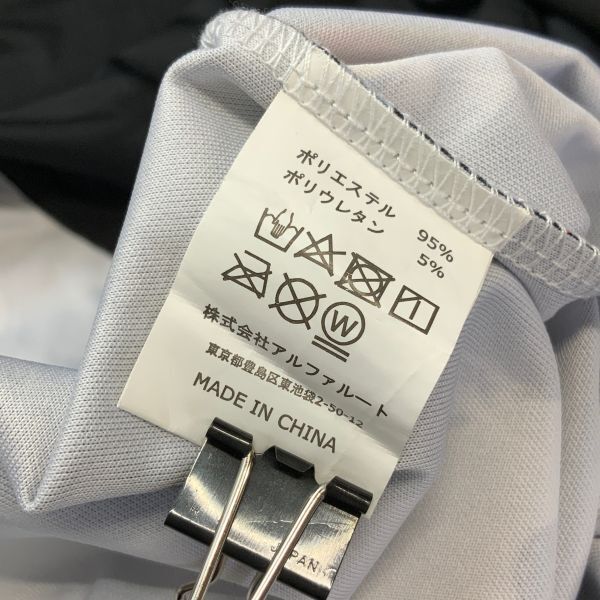 ポリエステル 95%
ポリウレタン 5%
W
株式会社アルファルート
東京都豊島区東池袋2-50-12
MADE IN CHINA
JAPAN